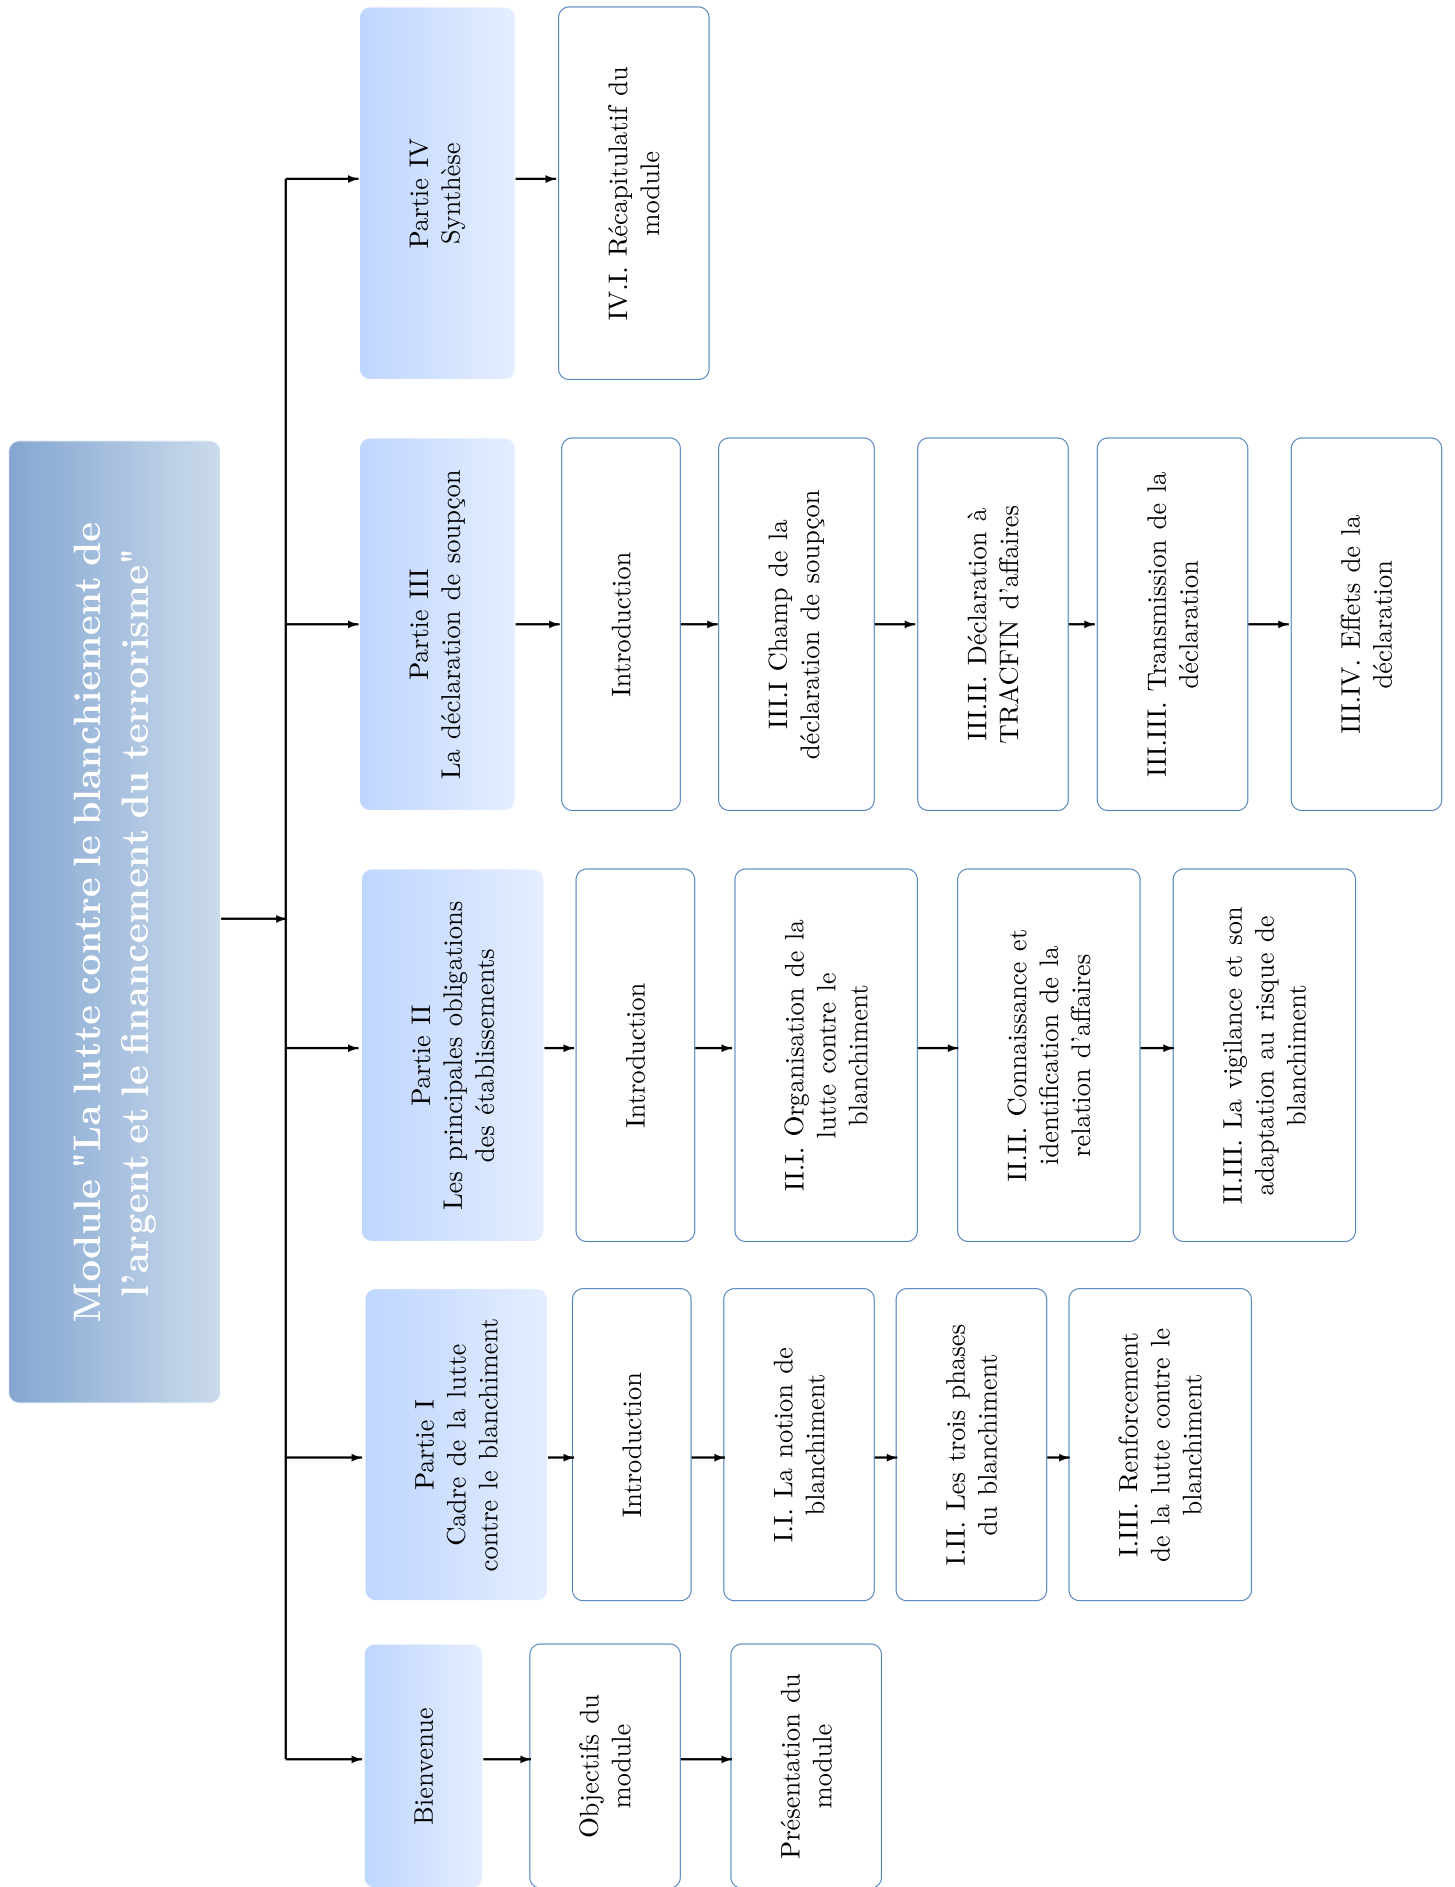 Module "La lutte contre le blanchiement de
l'argent et le financement du terrorisme"
Bienvenue
Objectifs du
module
Présentation du
module
Partie I
Cadre de la lutte
contre le blanchiment
Introduction
I.I. La notion de
blanchiment
I.II. Les trois phases
du blanchiment
I.III. Renforcement
de la lutte contre le
blanchiment
Partie II
Les principales obligations
des établissements
Introduction
II.I. Organisation de la
lutte contre le
blanchiment
II.II. Connaissance et
identification de la
relation d'affaires
II.III. La vigilance et son
adaptation au risque de
blanchiment
Partie III
La déclaration de soupçon
Introduction
III.I Champ de la
déclaration de soupçon
III.II. Déclaration à
TRACFIN d'affaires
III.III. Transmission de la
déclaration
III.IV. Effets de la
déclaration
Partie IV
Synthèse
IV.I. Récapitulatif du
module